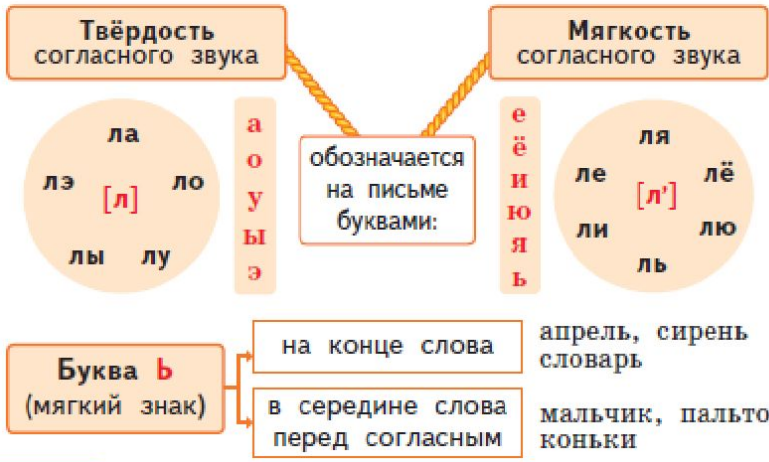 Твёрдость
согласного звука
Мягкость
согласного звука
обозначается
на письме
буквами:
ла
лэ
ло
[л]
лы
лу
а
о
у
ы
э
е
ё
и
ю
я
ь
ля
ле
лё
[л’]
ли
лю
ль
Буква Ь
(мягкий знак)
на конце слова
апрель, сирень
словарь
в середине слова
перед согласным
мальчик, пальто
коньки